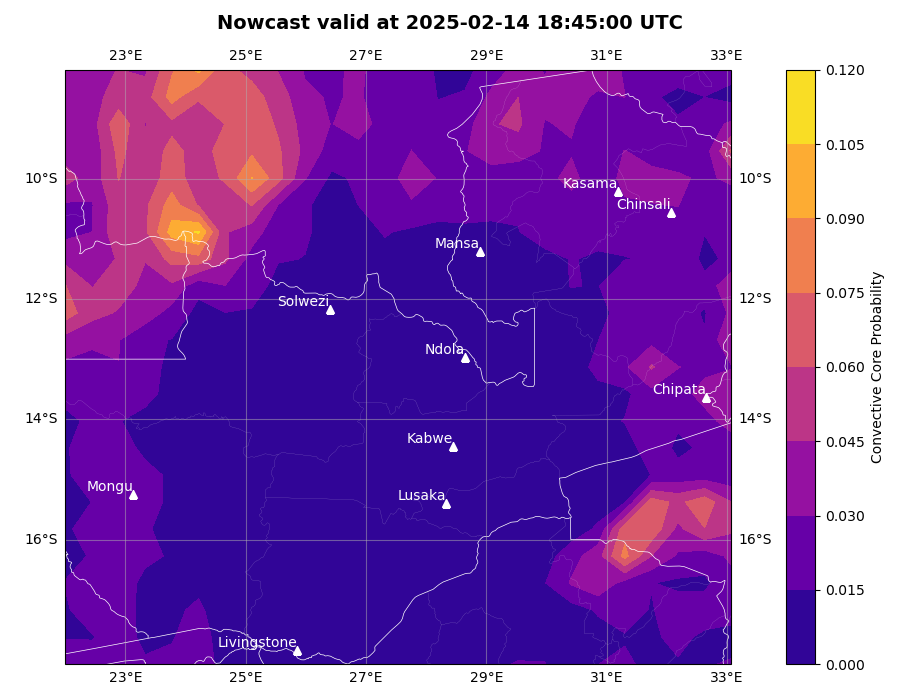 Nowcast valid at 2025-02-14 18:45:00 UTC
23°E 25°E 27°E 29°E 31°E 33°E
0.120
0.105
10°S 10°S
Kasama
Chinsali
0.090
Mansa
12°S 12°S
Solwezi
0.075
Ndola
0.060
Chipata
14°S 14°S
Kabwe
0.045
Mongu
Lusaka
0.030
16°S 16°S
0.015
Livingstone
0.000
23°E 25°E 27°E 29°E 31°E 33°E
Convective Core Probability